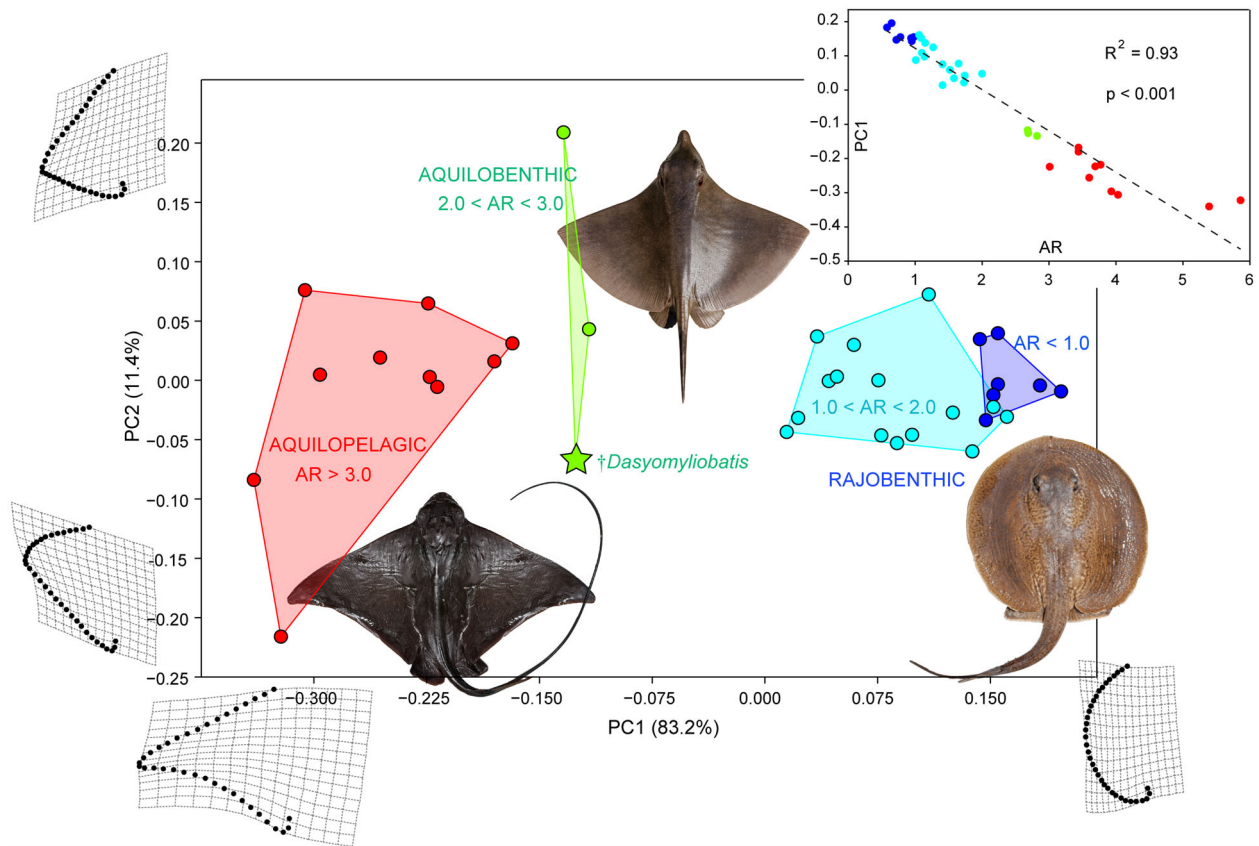 0.2
0.1
0.0
−0.1
−0.2
−0.3
−0.4
−0.5
PC1
R² = 0.93
p < 0.001
AR
0 1 2 3 4 5 6
0.20
0.15
0.10
0.05
0.00
−0.05
−0.10
−0.15
−0.20
−0.25
PC2 (11.4%)
AQUILOBENTHIC
2.0 < AR < 3.0
AR < 1.0
1.0 < AR < 2.0
AQUILOPELAGIC
AR > 3.0
†Dasyomyliobatis
RAJOBENTHIC
−0.300 −0.225 −0.150 −0.075 0.000 0.075 0.150
PC1 (83.2%)